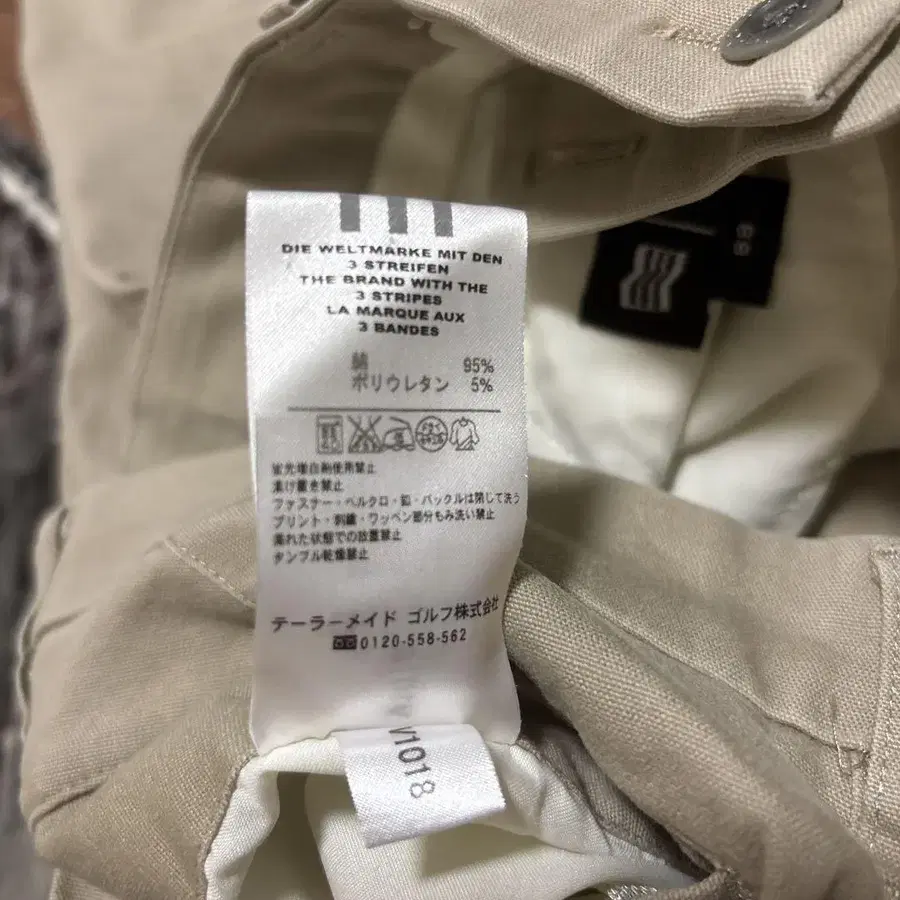 DIE WELTMARKE MIT DEN
3 STREIFEN
THE BRAND WITH THE
3 STRIPES
LA MARQUE AUX
3 BANDES
綿 95%
ポリウレタン 5%
蛍光増白剤使用禁止
漬け置き禁止
ファスナー・ベルクロ・釦・バックルは閉じて洗う
プリント・刺繍・ワッペン部分もみ洗い禁止
濡れた状態での放置禁止
タンブル乾燥禁止
テーラーメイド ゴルフ株式会社
0120-558-562
V1018